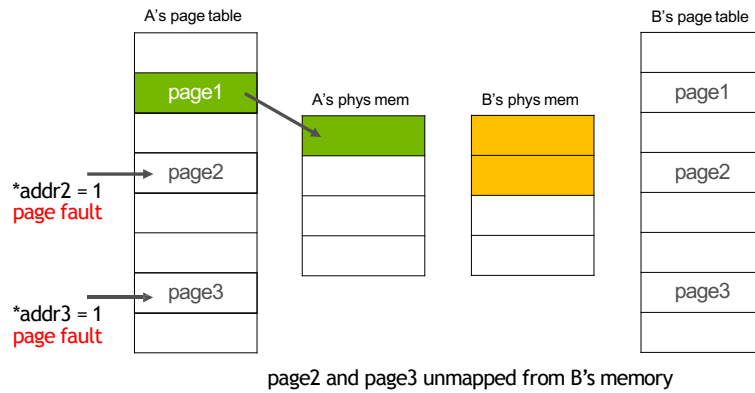 A's page table
B's page table
page1
page1
A's phys mem
B's phys mem
page2
page2
*addr2 = 1
page fault
page3
page3
*addr3 = 1
page fault
page2 and page3 unmapped from B's memory